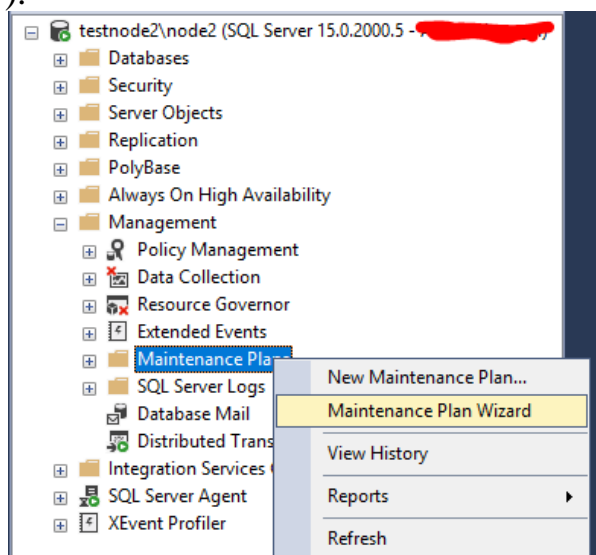 ).
testnode2\node2 (SQL Server 15.0.2000.5 -
Databases
Security
Server Objects
Replication
PolyBase
Always On High Availability
Management
Policy Management
Data Collection
Resource Governor
Extended Events
Maintenance Plans
SQL Server Logs
Database Mail
Distributed Trans
Integration Services
SQL Server Agent
XEvent Profiler
New Maintenance Plan...
Maintenance Plan Wizard
View History
Reports
Refresh